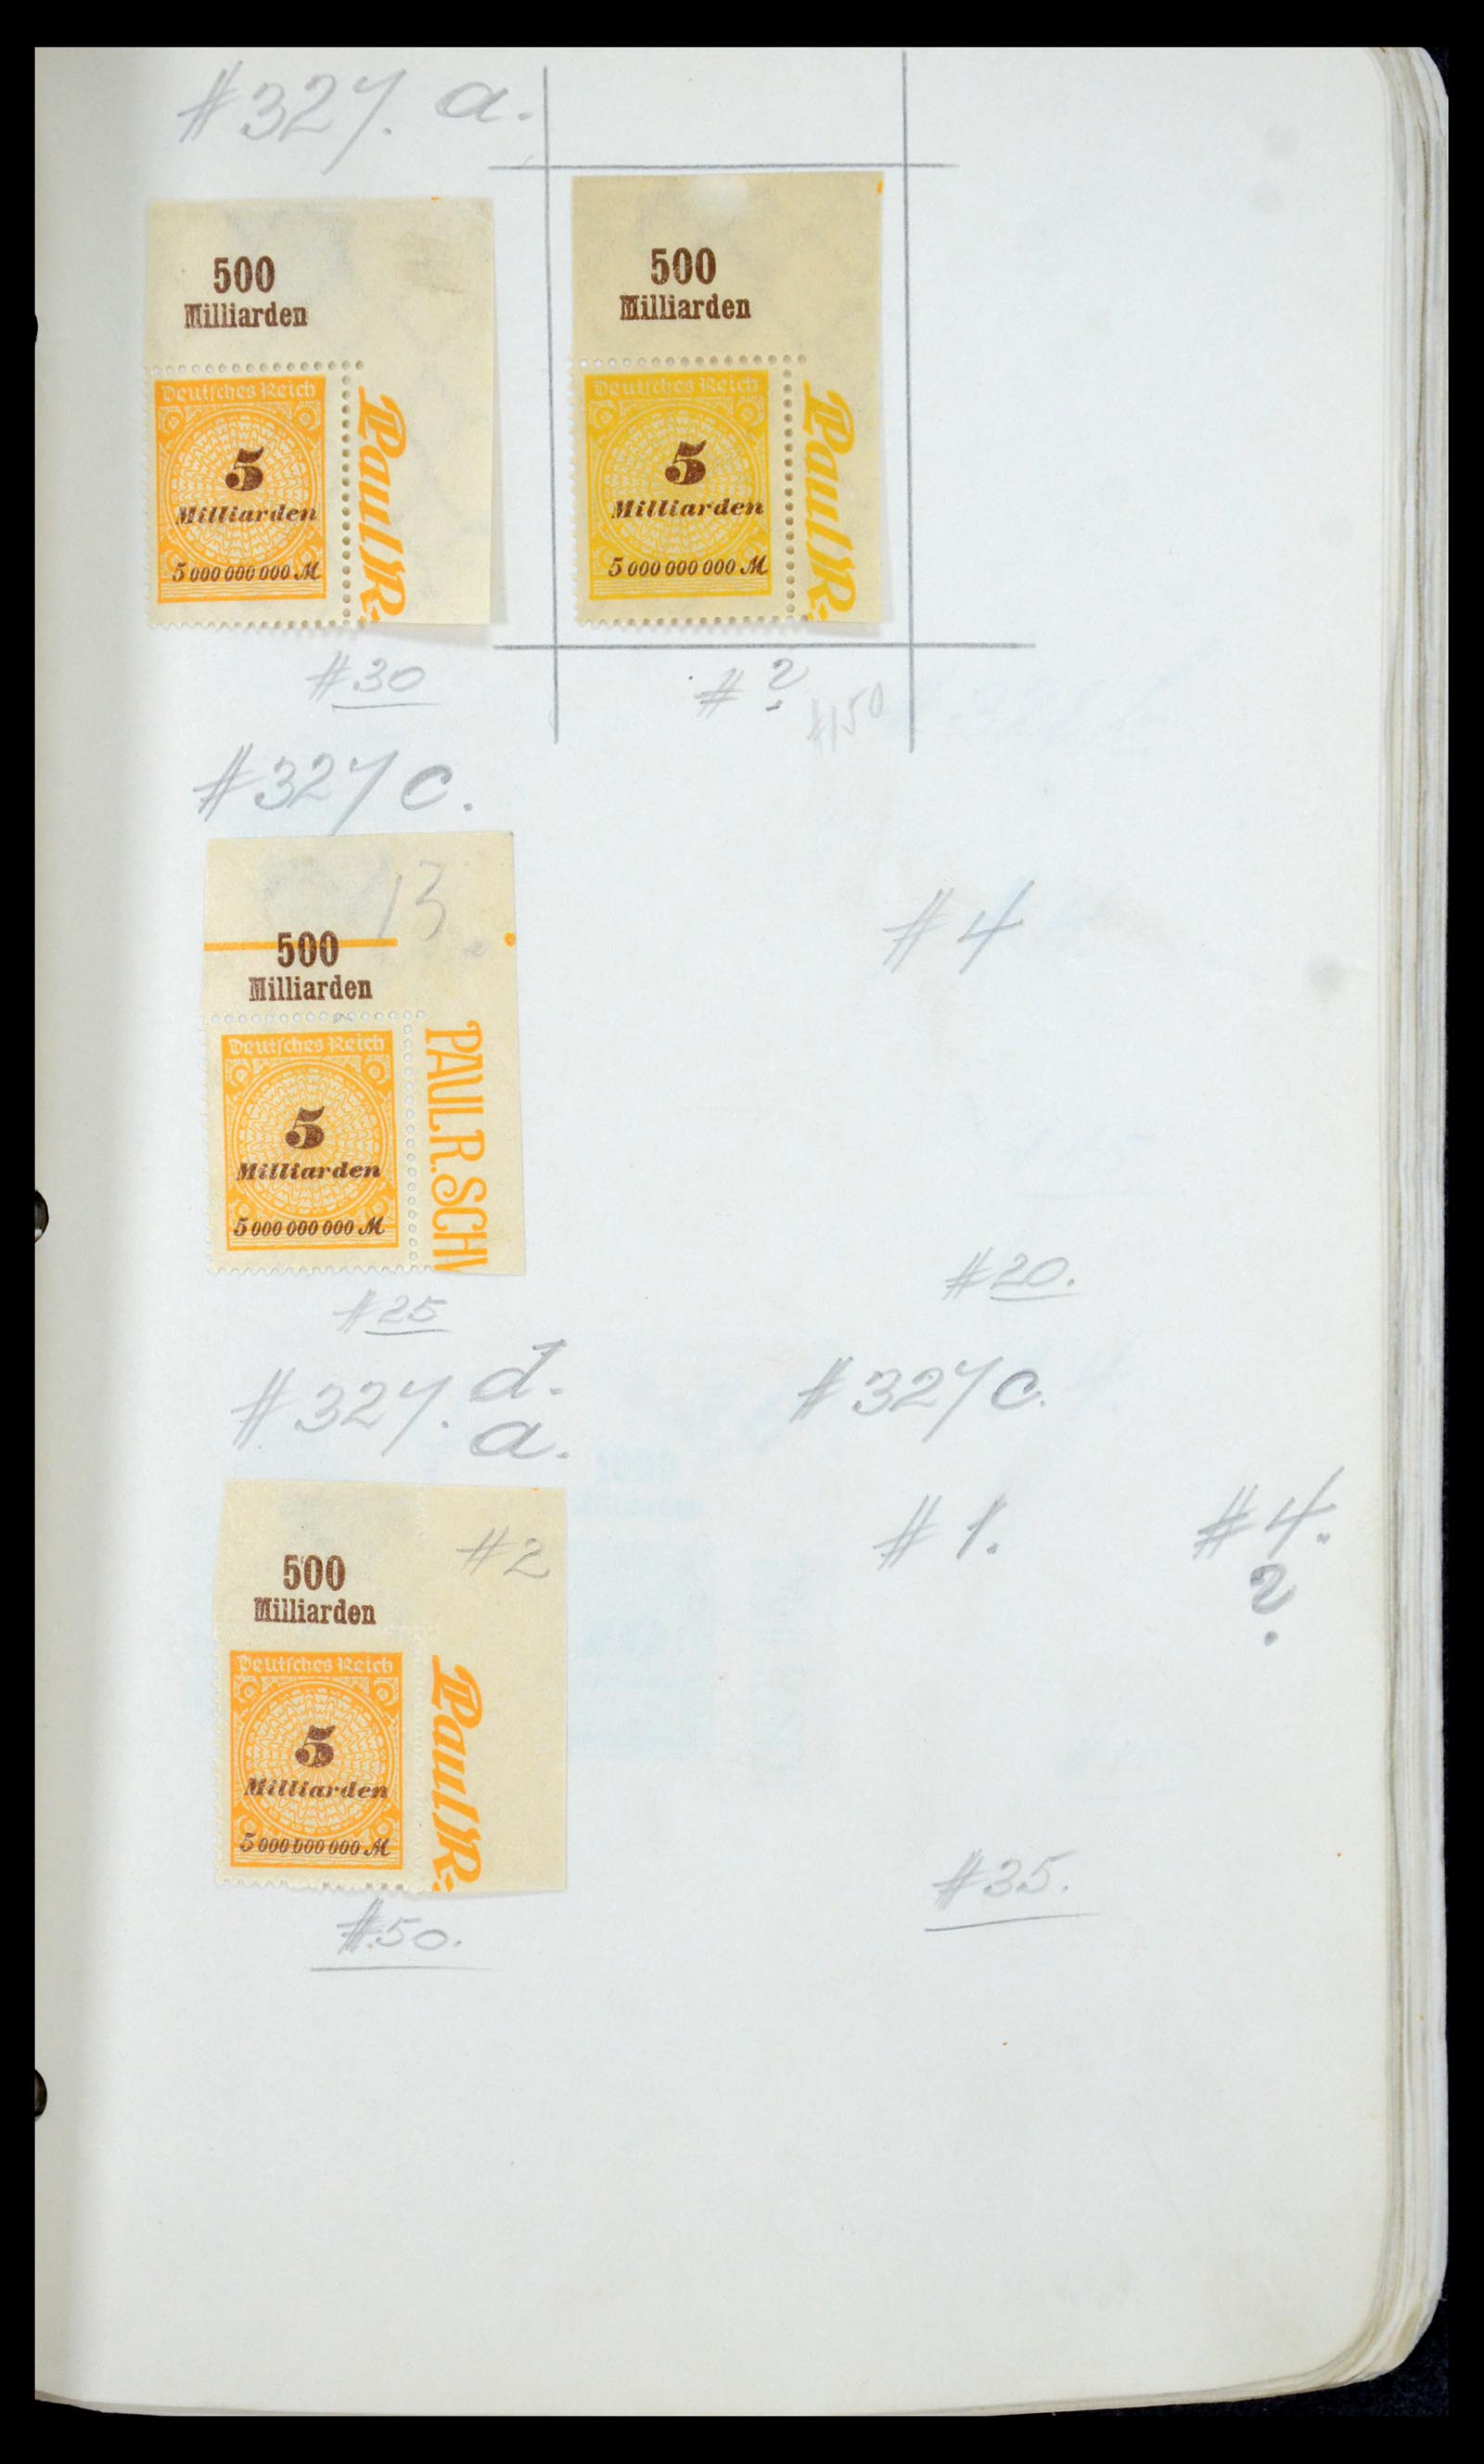 #327. a.
500
Milliarden
Deutsches Reich
5
Milliarden
5 000 000 000 M
Paul R.
#30
500
Milliarden
Deutsches Reich
5
Milliarden
5 000 000 000 M
Paul R.
#?
#150
#327 c.
13.
500
Milliarden
Deutsches Reich
5
Milliarden
5 000 000 000 M
PAUL R. SCH
#25
#4
#20.
#327. d.
a.
#2
500
Milliarden
Deutsches Reich
5
Milliarden
5 000 000 000 M
Paul R.
#.50.
#327 c.
#1.
#4.
?
#35.